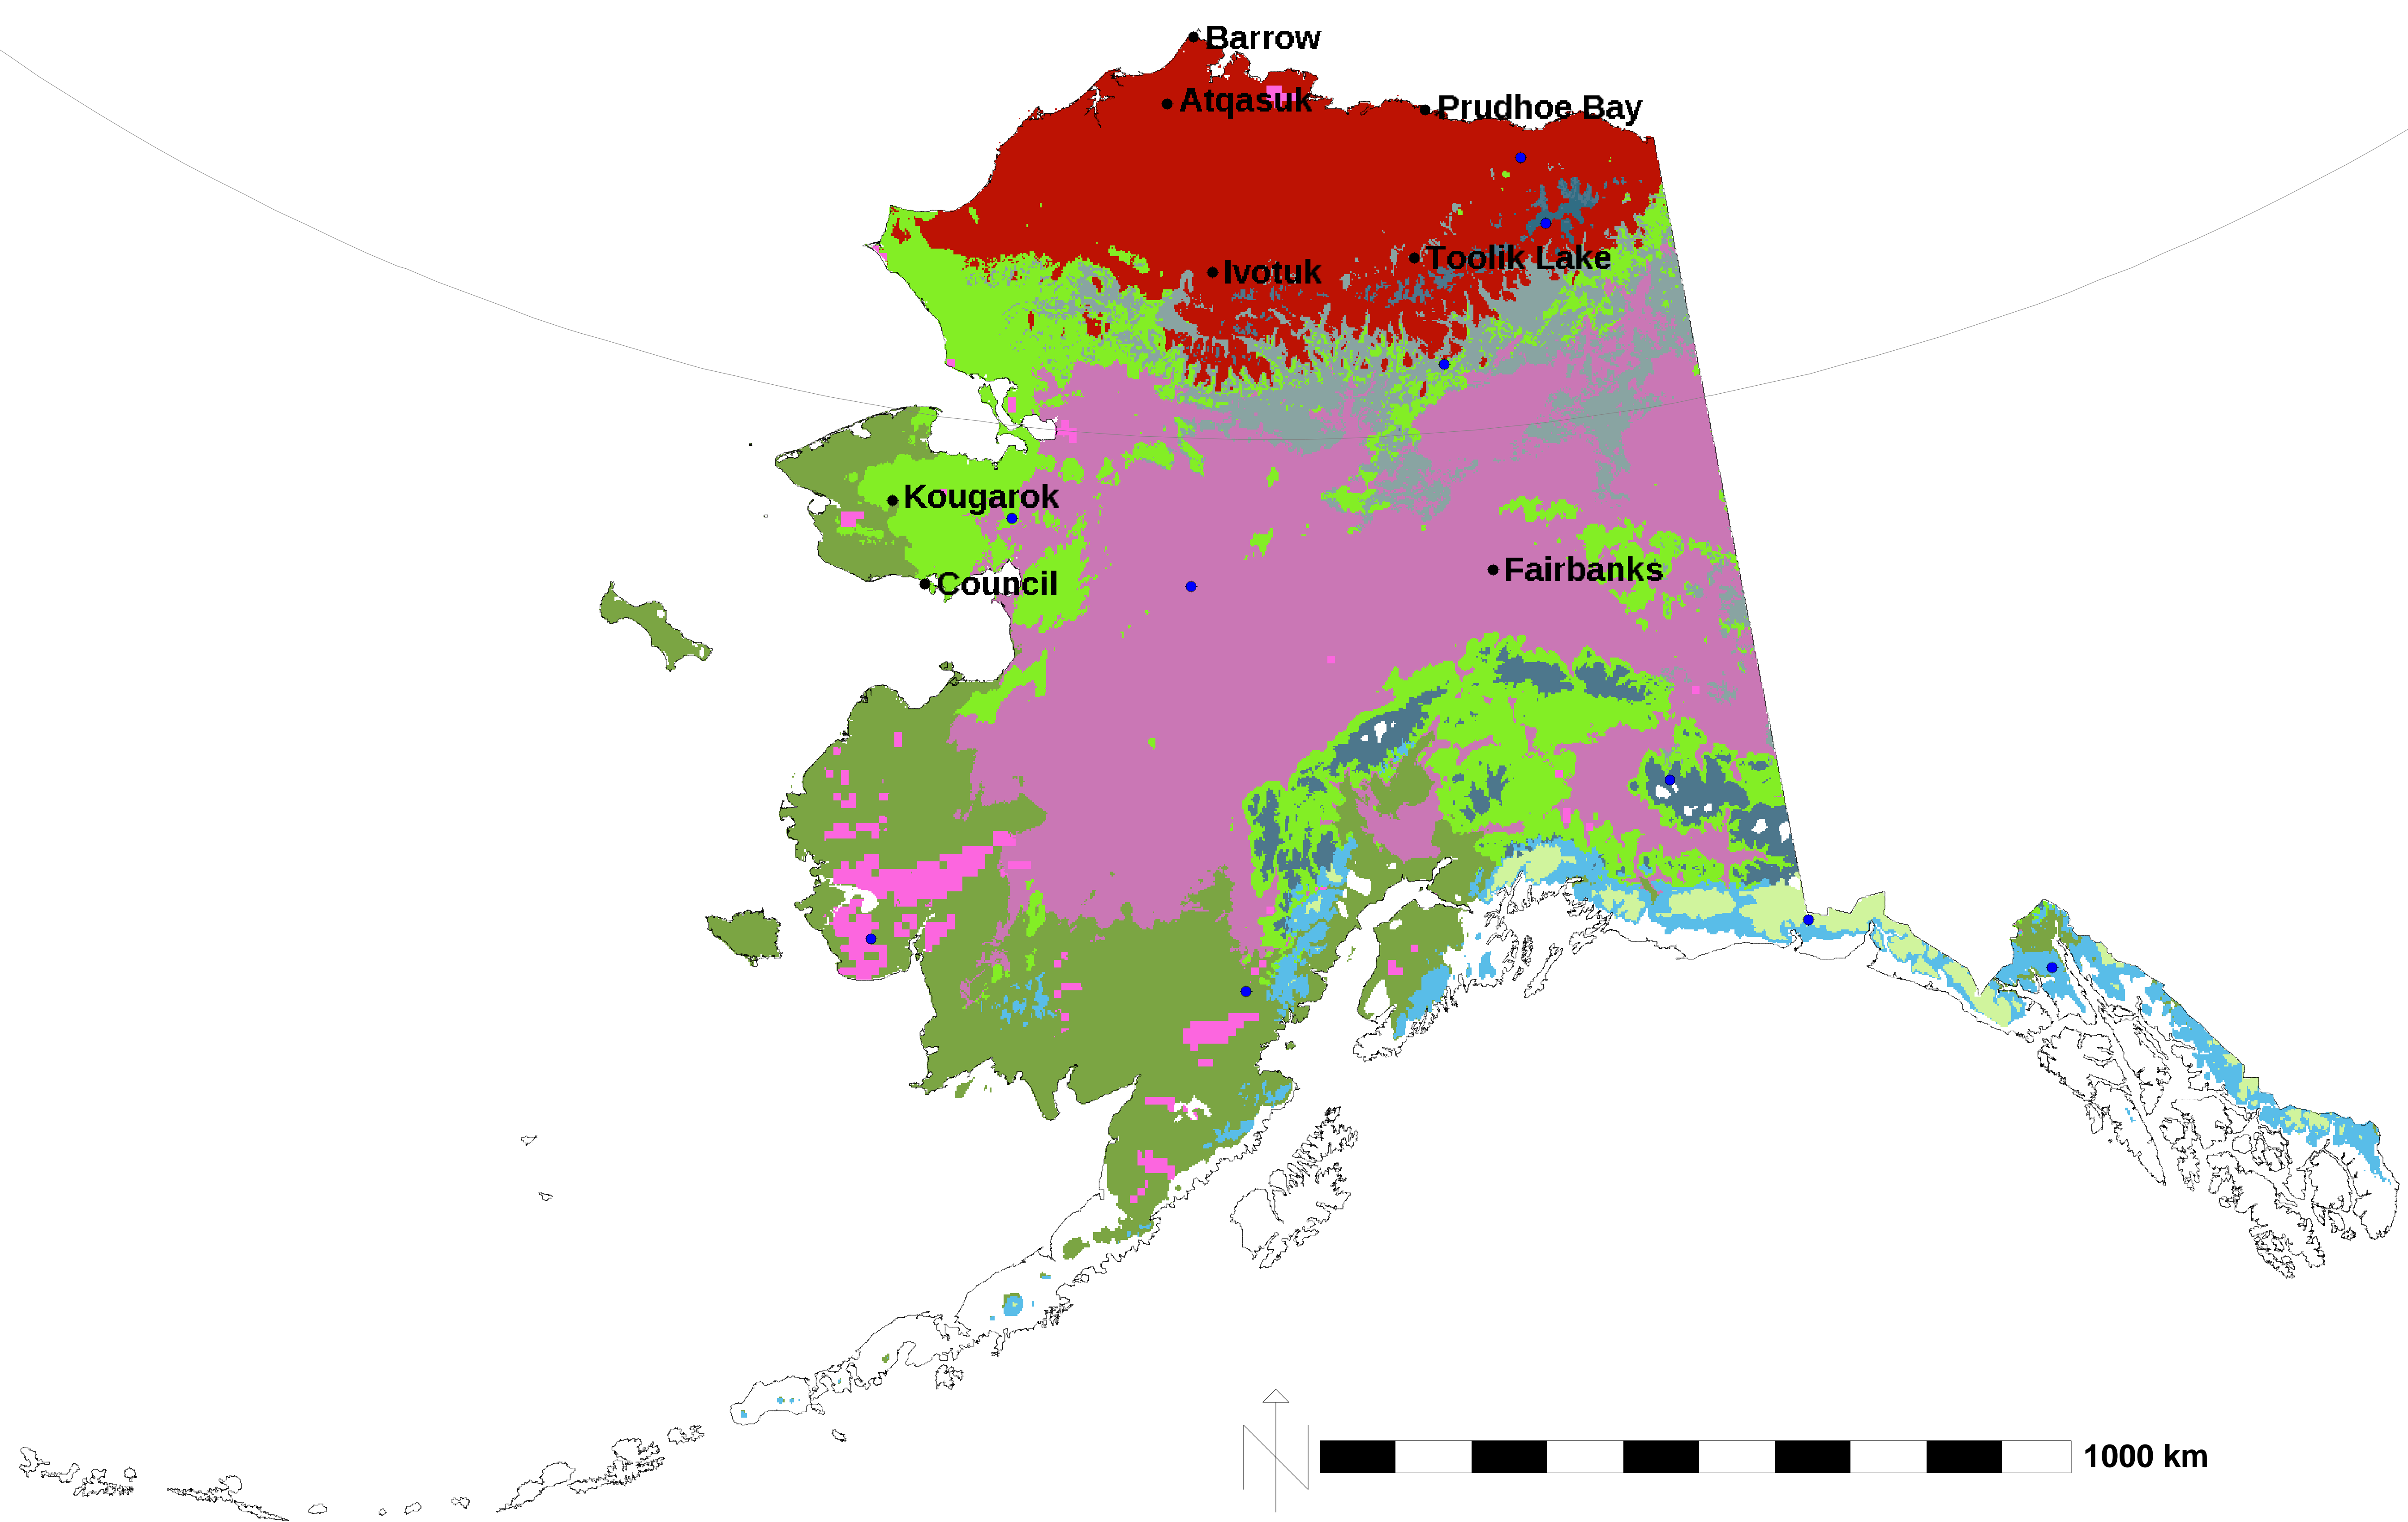 Barrow
Atqasuk
Prudhoe Bay
Ivotuk
Toolik Lake
Kougarok
Council
Fairbanks
N
1000 km